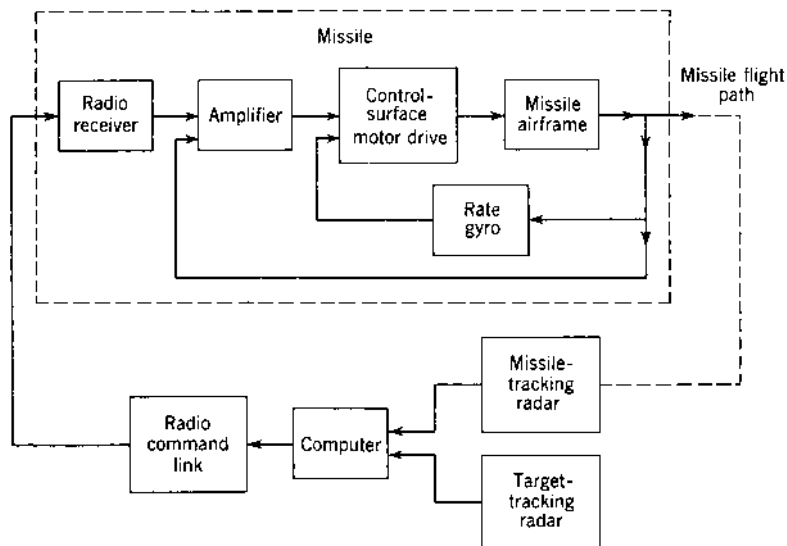 Missile
Missile flight
path
Radio
receiver
Amplifier
Control-
surface
motor drive
Missile
airframe
Rate
gyro
Missile-
tracking
radar
Radio
command
link
Computer
Target-
tracking
radar